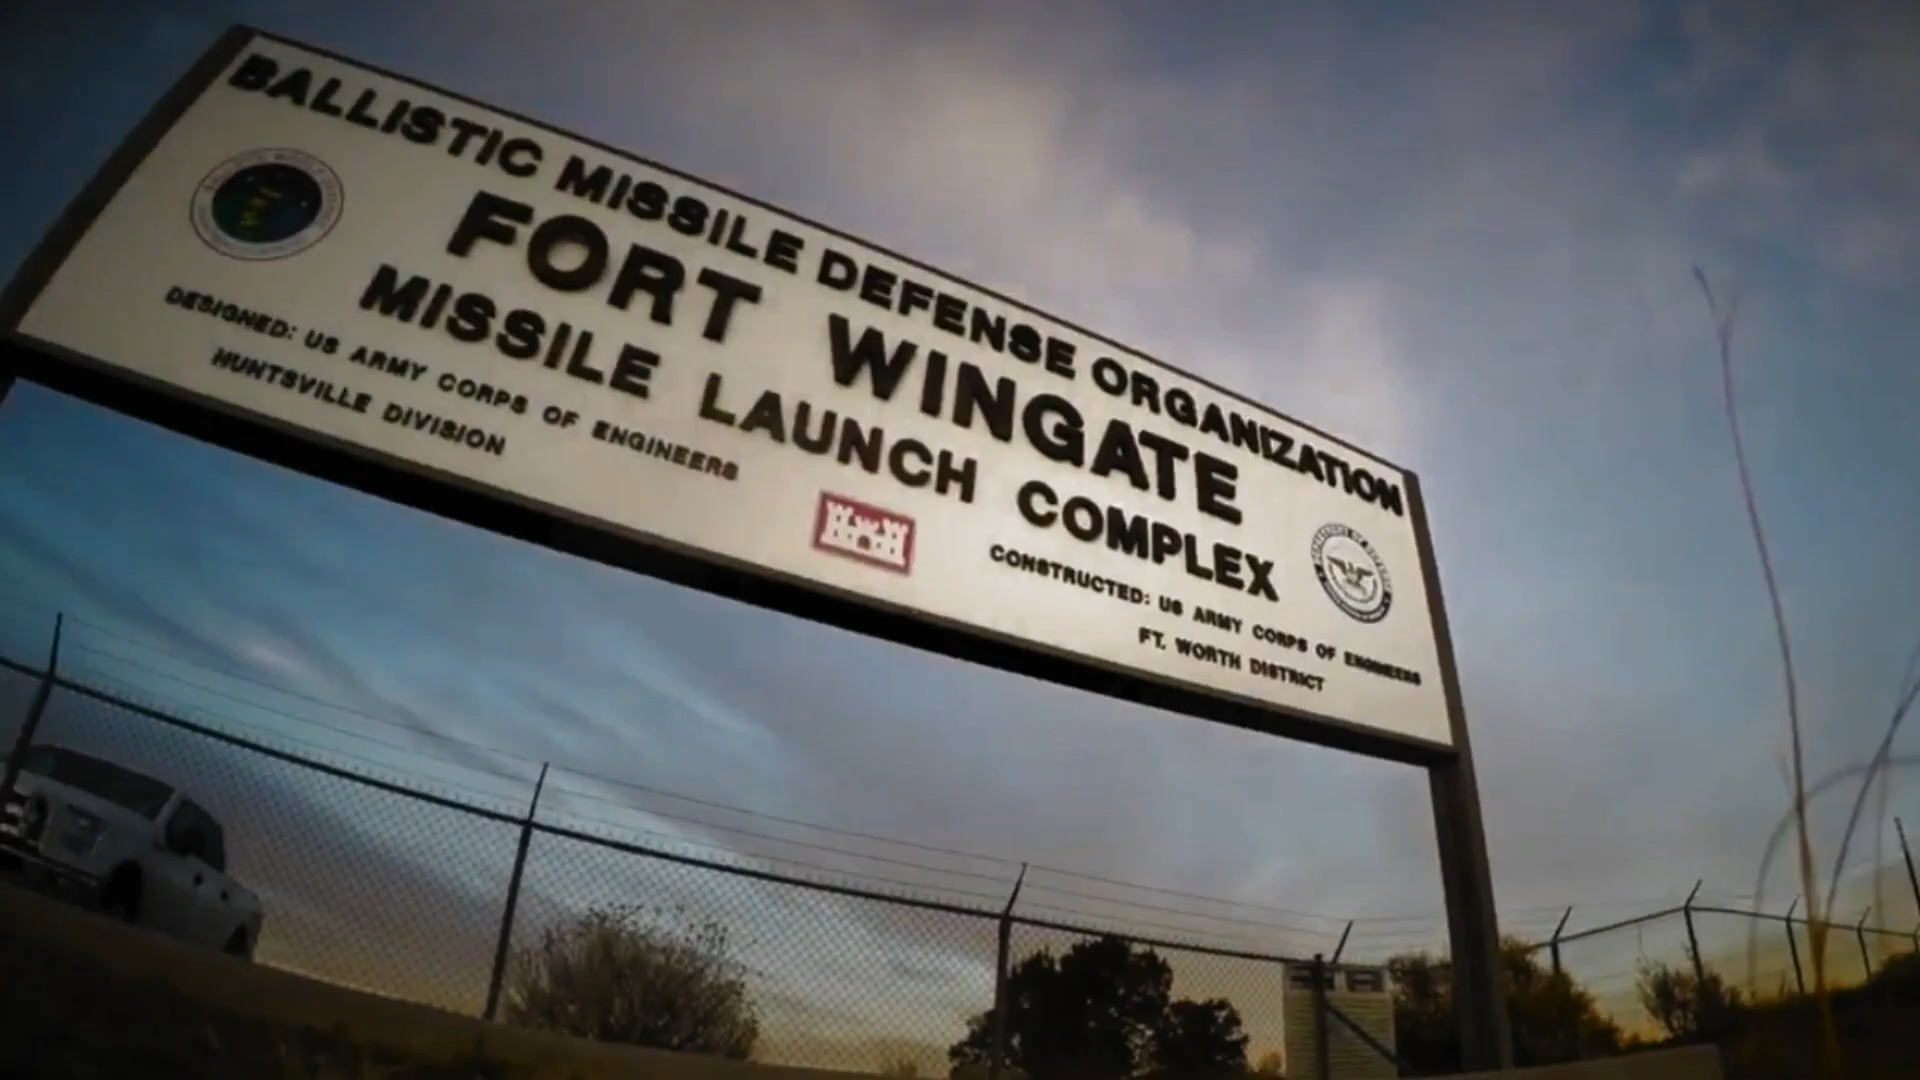 BALLISTIC MISSILE DEFENSE ORGANIZATION
FORT WINGATE
MISSILE LAUNCH COMPLEX
DESIGNED: US ARMY CORPS OF ENGINEERS
HUNTSVILLE DIVISION
CONSTRUCTED: US ARMY CORPS OF ENGINEERS
FT. WORTH DISTRICT